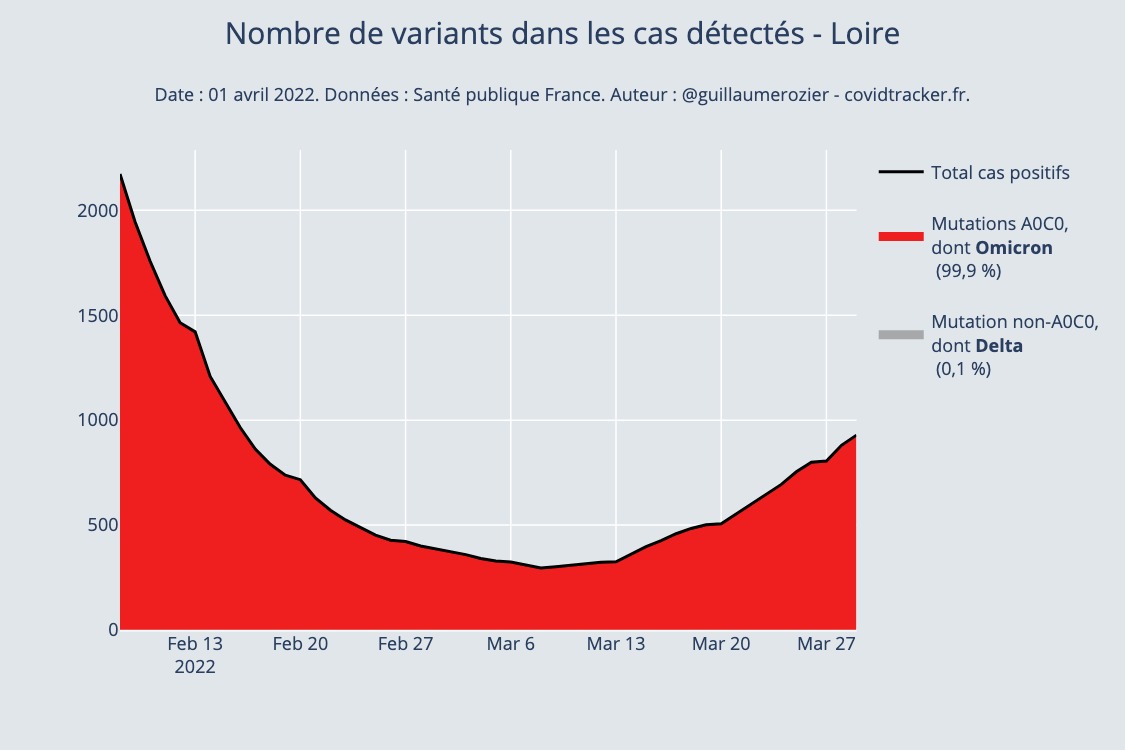 Nombre de variants dans les cas détectés - Loire
Date : 01 avril 2022. Données : Santé publique France. Auteur : @guillaumerozier - covidtracker.fr.
Total cas positifs
Mutations A0C0,
dont Omicron
(99,9 %)
Mutation non-A0C0,
dont Delta
(0,1 %)
2000
1500
1000
500
0
Feb 13 Feb 20 Feb 27 Mar 6 Mar 13 Mar 20 Mar 27
2022